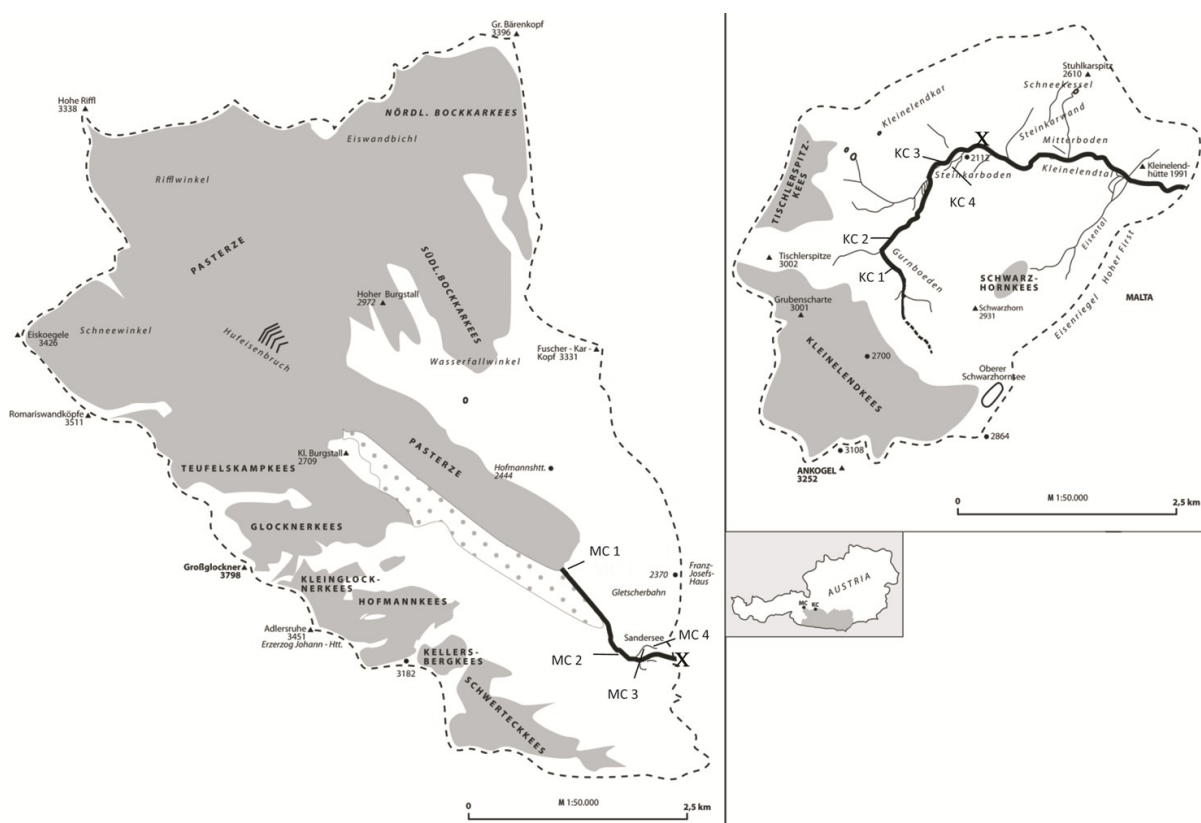 Gr. Bärenkopf
3396
Hohe Riffl
3338
NÖRDL. BOCKKARKEES
Eiswandbichl
Rifflwinkel
PASTERZE
SÜDL.BOCKKARKEES
Hoher Burgstall
2972
Eiskoegele
3426
Schneewinkel
Hufeisenbruch
Fuscher - Kar -
Kopf 3331
Wasserfallwinkel
Romariswandköpfe
3511
Kl. Burgstall
2709
PASTERZE
TEUFELSKAMPKEES
Hofmannshtt.
2444
GLOCKNERKEES
MC 1
Großglockner
3798
KLEINGLOCK-
NERKEES
2370
Franz-
Josefs-
Haus
Gletscherbahn
HOFMANNKEES
Adlersruhe
3451
Erzerzog Johann - Htt.
Sandersee
MC 4
KELLERS-
BERGKEES
3182
MC 2
X
MC 3
SCHWERTECKKEES
M 1:50.000
0
2,5 km
Stuhlkarspitz
2610
Schneekessel
Kleinelendkar
Steinkarwand
X
Mitterboden
KC 3
2112
Steinkarboden
Kleinelendtal
Kleinelend-
hütte 1991
KC 4
TISCHLERSPITZ-
KEES
KC 2
Eisental
Tischlerspitze
3002
Gurnboeden
KC 1
Hoher First
SCHWARZ-
HORNKEES
Eisenriegel
MALTA
Grubenscharte
3001
Schwarzhorn
2931
KLEINELENDKEES
2700
Oberer
Schwarzhornsee
2864
3108
ANKOGEL
3252
M 1:50.000
0
2,5 km
AUSTRIA
MC
KC